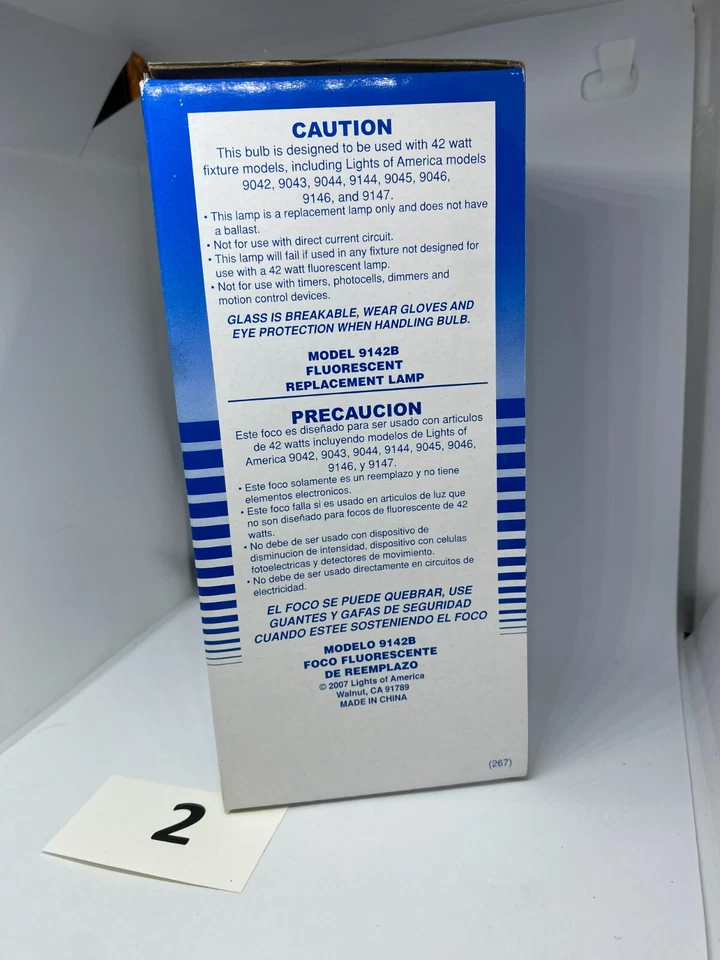 CAUTION
This bulb is designed to be used with 42 watt
fixture models, including Lights of America models
9042, 9043, 9044, 9144, 9045, 9046,
9146, and 9147.
• This lamp is a replacement lamp only and does not have
a ballast.
• Not for use with direct current circuit.
• This lamp will fail if used in any fixture not designed for
use with a 42 watt fluorescent lamp.
• Not for use with timers, photocells, dimmers and
motion control devices.
GLASS IS BREAKABLE, WEAR GLOVES AND
EYE PROTECTION WHEN HANDLING BULB.
MODEL 9142B
FLUORESCENT
REPLACEMENT LAMP
PRECAUCION
Este foco es diseñado para ser usado con articulos
de 42 watts incluyendo modelos de Lights of
America 9042, 9043, 9044, 9144, 9045, 9046,
9146, y 9147.
• Este foco solamente es un reemplazo y no tiene
elementos electronicos.
• Este foco falla si es usado en articulos de luz que
no son diseñado para focos de fluorescente de 42
watts.
• No debe de ser usado con dispositivo de
disminucion de intensidad, dispositivo con celulas
fotoelectricas y detectores de movimiento.
• No debe de ser usado directamente en circuitos de
electricidad.
EL FOCO SE PUEDE QUEBRAR, USE
GUANTES Y GAFAS DE SEGURIDAD
CUANDO ESTEE SOSTENIENDO EL FOCO
MODELO 9142B
FOCO FLUORESCENTE
DE REEMPLAZO
© 2007 Lights of America
Walnut, CA 91789
MADE IN CHINA
(267)
2